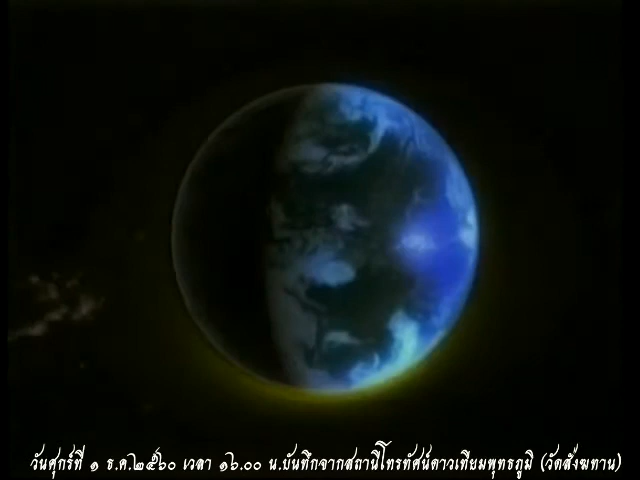 วันศุกร์ที่ ๑ ธ.ค.๒๕๖๐ เวลา ๑๖.๐๐ น.บันทึกจากสถานีโทรทัศน์ดาวเทียมพุทธภูมิ (วัดสังฆทาน)